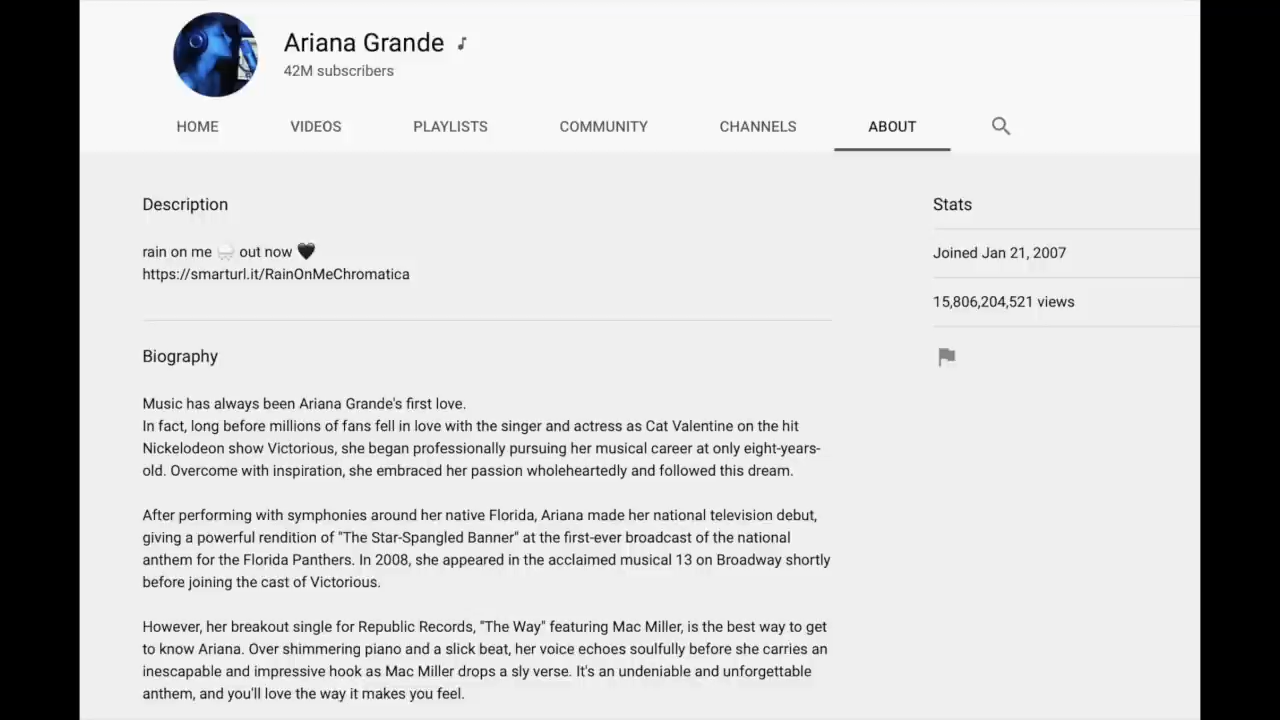 Ariana Grande
42M subscribers
HOME VIDEOS PLAYLISTS COMMUNITY CHANNELS ABOUT
Description
rain on me 🌧 out now 🖤
https://smarturl.it/RainOnMeChromatica
Biography
Music has always been Ariana Grande's first love.
In fact, long before millions of fans fell in love with the singer and actress as Cat Valentine on the hit
Nickelodeon show Victorious, she began professionally pursuing her musical career at only eight-years-
old. Overcome with inspiration, she embraced her passion wholeheartedly and followed this dream.
After performing with symphonies around her native Florida, Ariana made her national television debut,
giving a powerful rendition of "The Star-Spangled Banner" at the first-ever broadcast of the national
anthem for the Florida Panthers. In 2008, she appeared in the acclaimed musical 13 on Broadway shortly
before joining the cast of Victorious.
However, her breakout single for Republic Records, "The Way" featuring Mac Miller, is the best way to get
to know Ariana. Over shimmering piano and a slick beat, her voice echoes soulfully before she carries an
inescapable and impressive hook as Mac Miller drops a sly verse. It's an undeniable and unforgettable
anthem, and you'll love the way it makes you feel.
Stats
Joined Jan 21, 2007
15,806,204,521 views